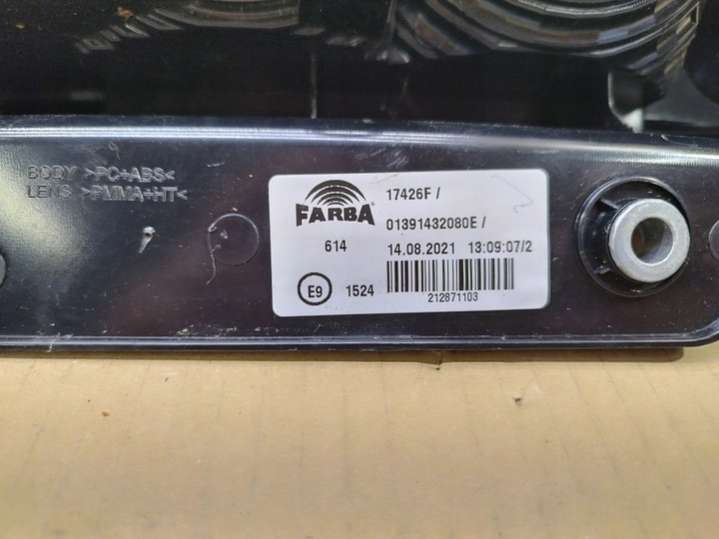 BODY >PC+ABS<
LENS >PMMA+HT<
FARBA
17426F /
01391432080E /
614
14.08.2021 13:09:07/2
E9
1524
212871103